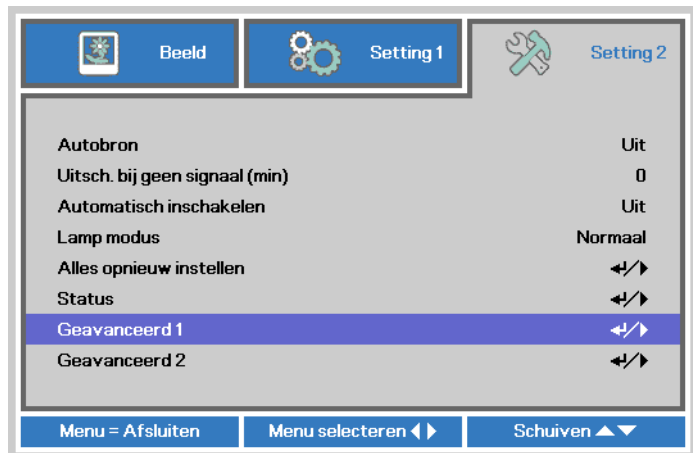 Beeld Setting 1 Setting 2
Autobron Uit
Uitsch. bij geen signaal (min) 0
Automatisch inschakelen Uit
Lamp modus Normaal
Alles opnieuw instellen ↵/▶
Status ↵/▶
Geavanceerd 1 ↵/▶
Geavanceerd 2 ↵/▶
Menu = Afsluiten Menu selecteren ◀▶ Schuiven ▲▼